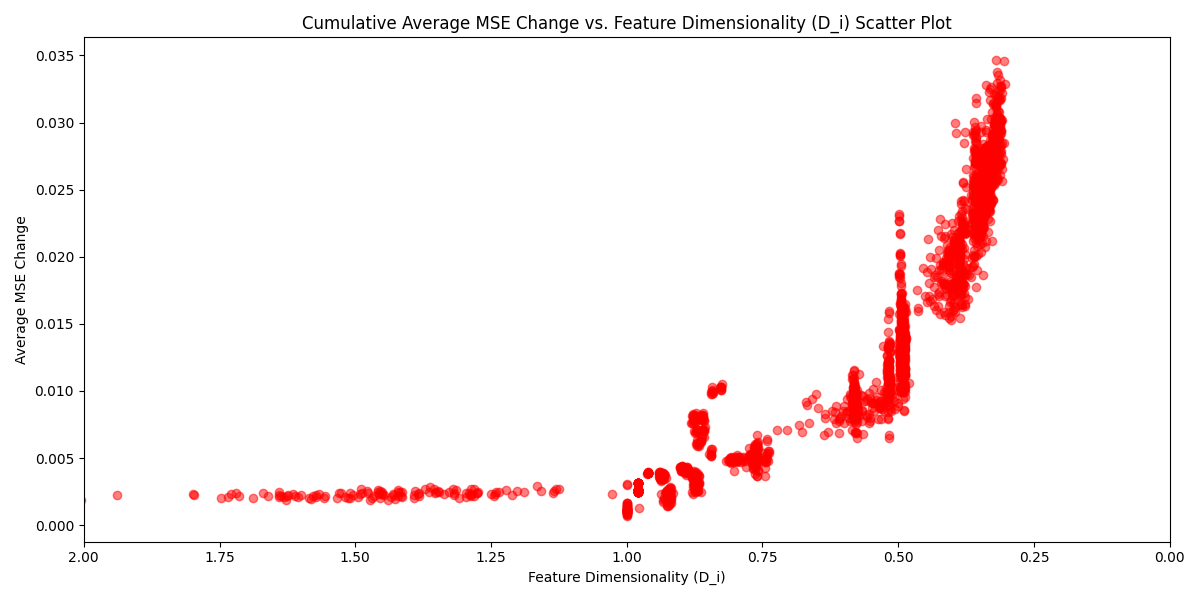 Cumulative Average MSE Change vs. Feature Dimensionality (D_i) Scatter Plot
Average MSE Change
0.035
0.030
0.025
0.020
0.015
0.010
0.005
0.000
2.00 1.75 1.50 1.25 1.00 0.75 0.50 0.25 0.00
Feature Dimensionality (D_i)